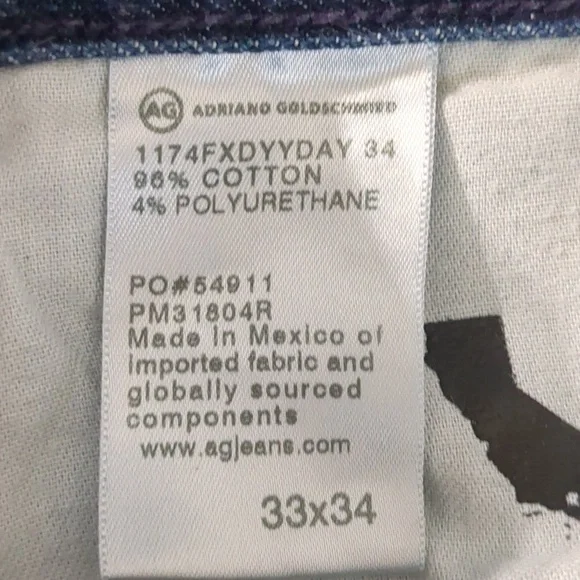 AG ADRIANO GOLDSCHMIED
1174FXDYYDAY 34
96% COTTON
4% POLYURETHANE
PO#54911
PM31804R
Made in Mexico of
imported fabric and
globally sourced
components
www.agjeans.com
33x34